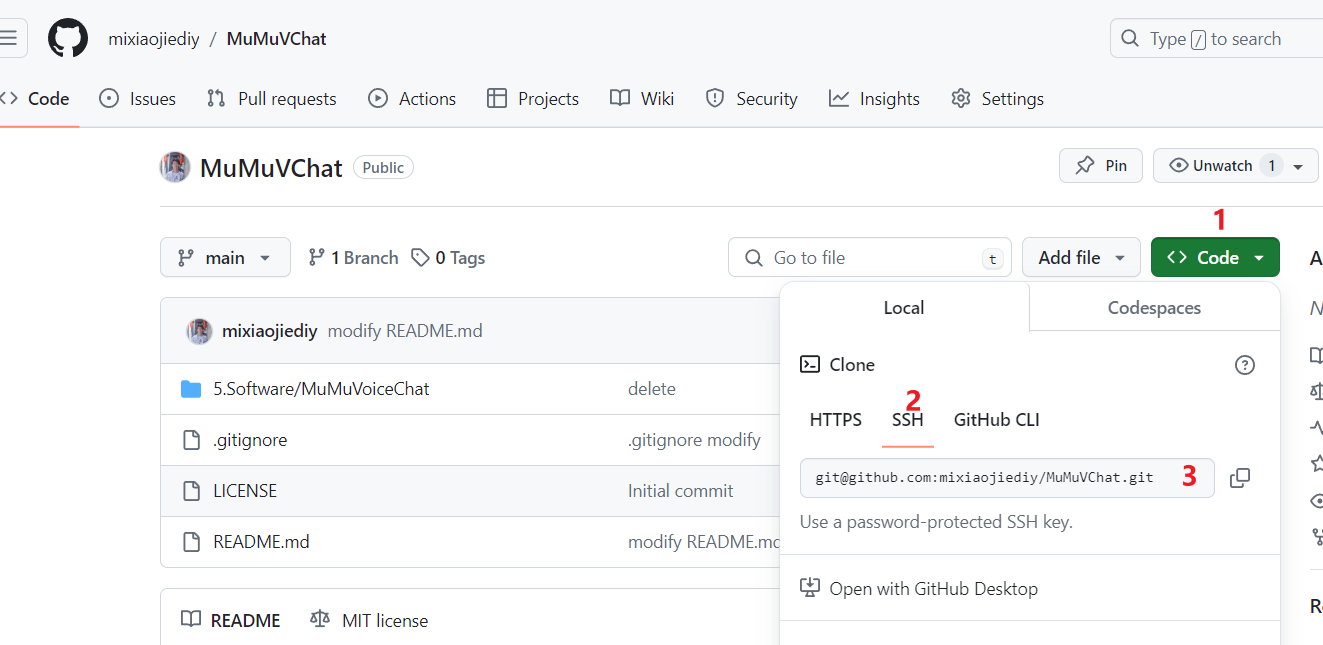 mixiaojiediy / MuMuVChat
Type / to search
Code Issues Pull requests Actions Projects Wiki Security Insights Settings
MuMuVChat Public
Pin Unwatch 1
1
main 1 Branch 0 Tags
Go to file t
Add file
Code
A
Local Codespaces
N
mixiaojiediy modify README.md
Clone
5.Software/MuMuVoiceChat delete
2
HTTPS SSH GitHub CLI
.gitignore .gitignore modify
git@github.com:mixiaojiediy/MuMuVChat.git 3
LICENSE Initial commit
Use a password-protected SSH key.
README.md modify README.md
Open with GitHub Desktop
README MIT license